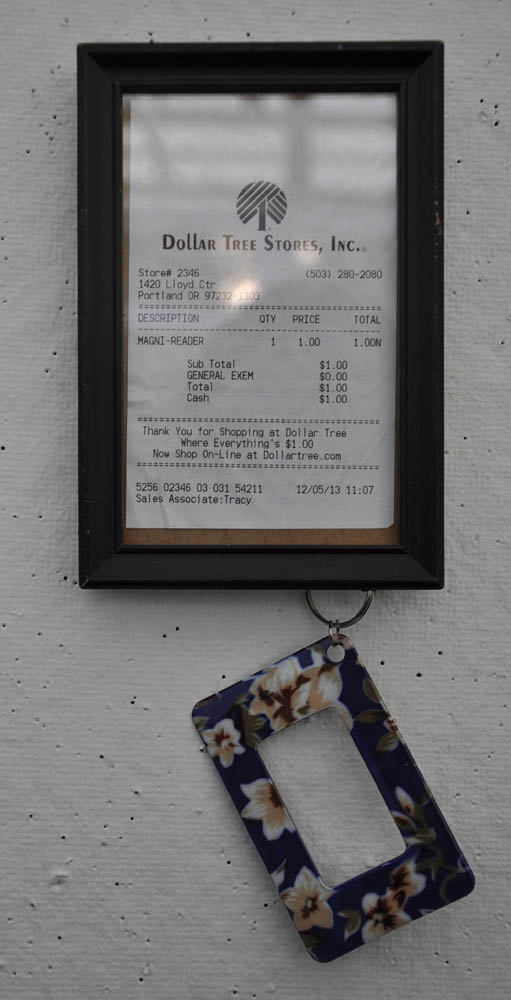 Dollar Tree Stores, Inc.
Store# 2346 (503) 280-2080
1420 Lloyd Ctr
Portland OR 97232-1303
DESCRIPTION QTY PRICE TOTAL
MAGNI-READER 1 1.00 1.00N
Sub Total $1.00
GENERAL EXEM $0.00
Total $1.00
Cash $1.00
Thank You for Shopping at Dollar Tree
Where Everything's $1.00
Now Shop On-Line at Dollartree.com
5256 02346 03 031 54211 12/05/13 11:07
Sales Associate:Tracy